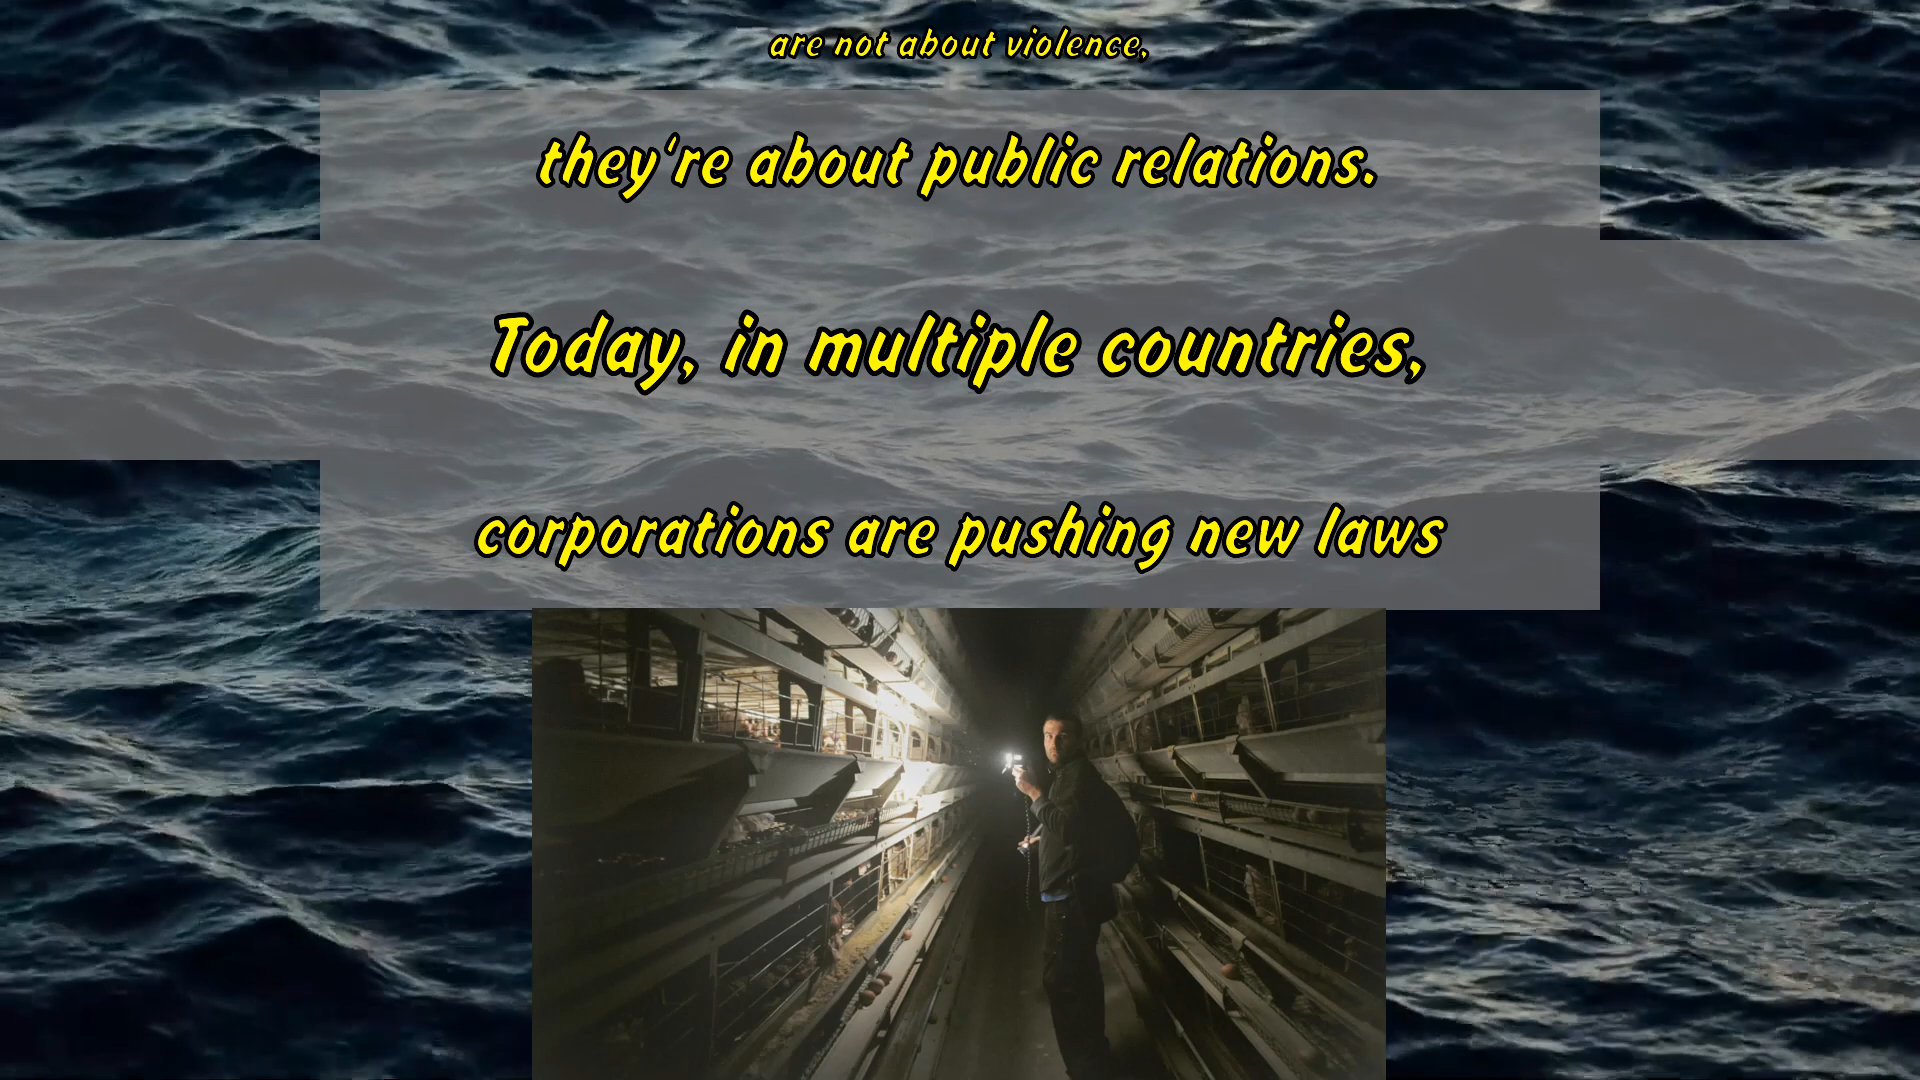 are not about violence,
they're about public relations.
Today, in multiple countries,
corporations are pushing new laws